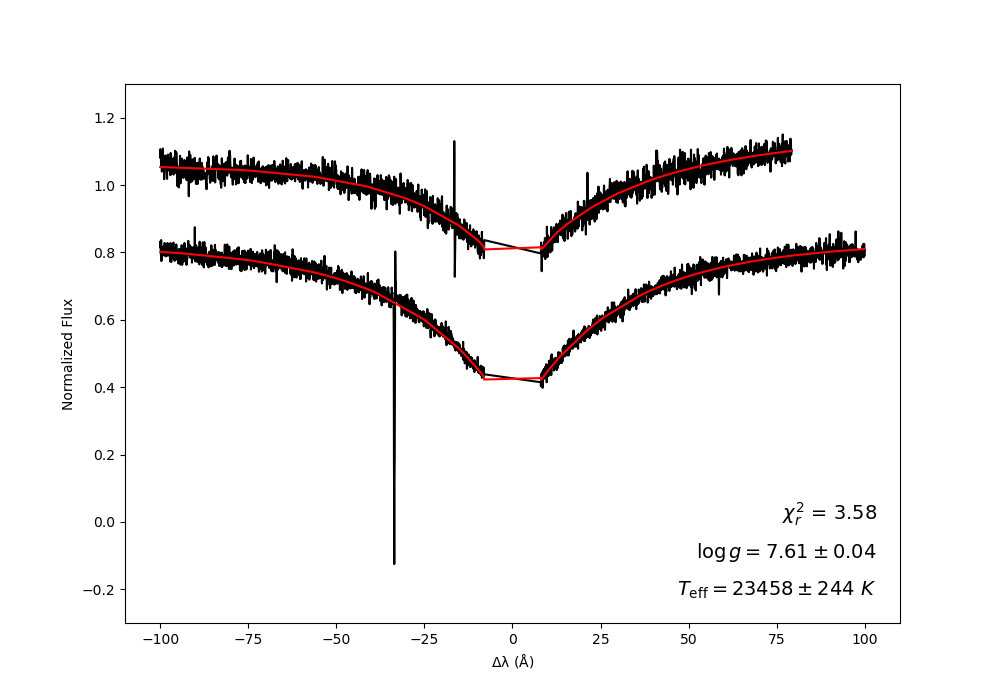 1.2
1.0
0.8
0.6
0.4
0.2
0.0
−0.2
Normalized Flux
χ²ᵣ = 3.58
log g = 7.61 ± 0.04
T_eff = 23458 ± 244 K
−100 −75 −50 −25 0 25 50 75 100
Δλ (Å)